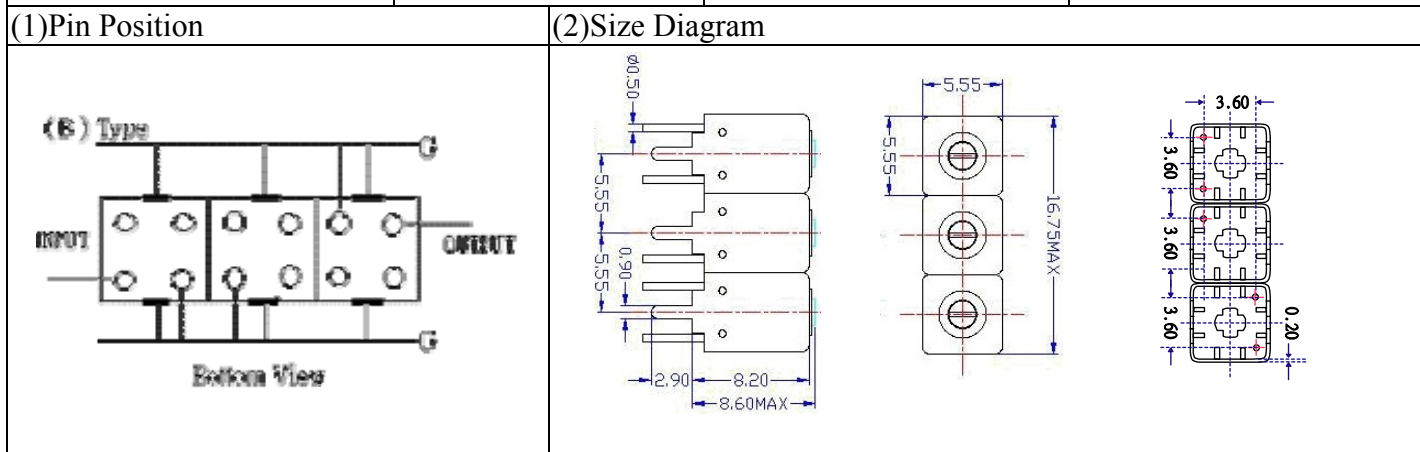 (1)Pin Position
(2)Size Diagram
(B) Type
G
INPUT
OUTPUT
G
Bottom View
ø0.50
5.55
5.55
0.90
2.90
8.20
8.60MAX
5.55
5.55
16.75MAX
3.60
3.60
3.60
3.60
0.20